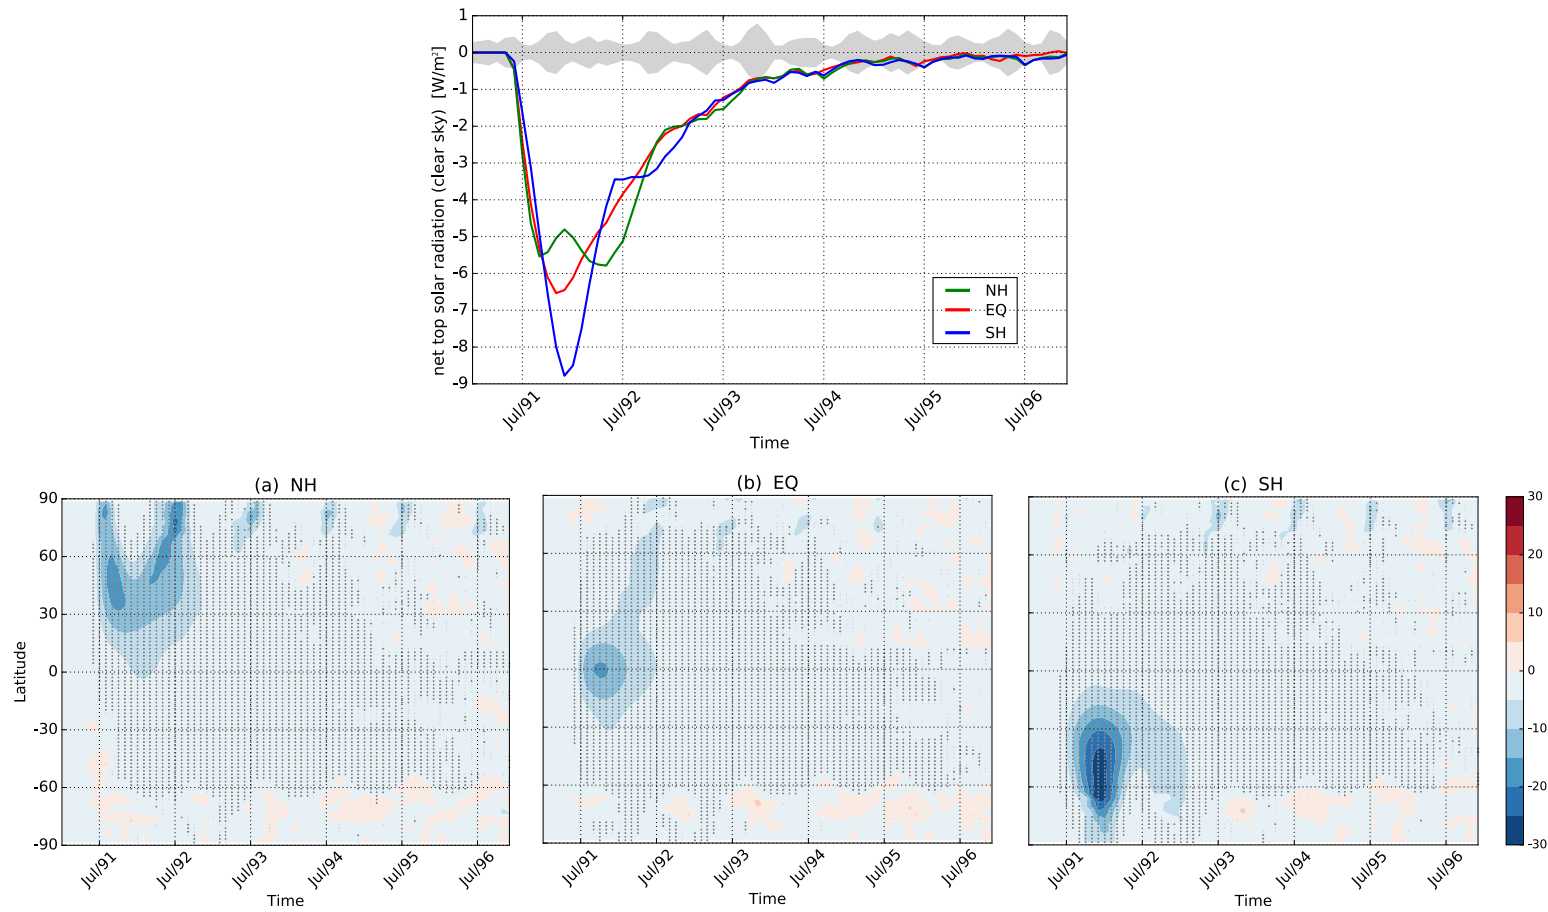 net top solar radiation (clear sky)  [W/m²]
1
0
-1
-2
-3
-4
-5
-6
-7
-8
-9
NH
EQ
SH
Jul/91
Jul/92
Jul/93
Jul/94
Jul/95
Jul/96
Time
(a)  NH
Latitude
90
60
30
0
-30
-60
-90
Jul/91
Jul/92
Jul/93
Jul/94
Jul/95
Jul/96
Time
(b)  EQ
Jul/91
Jul/92
Jul/93
Jul/94
Jul/95
Jul/96
Time
(c)  SH
Jul/91
Jul/92
Jul/93
Jul/94
Jul/95
Jul/96
Time
30
20
10
0
-10
-20
-30